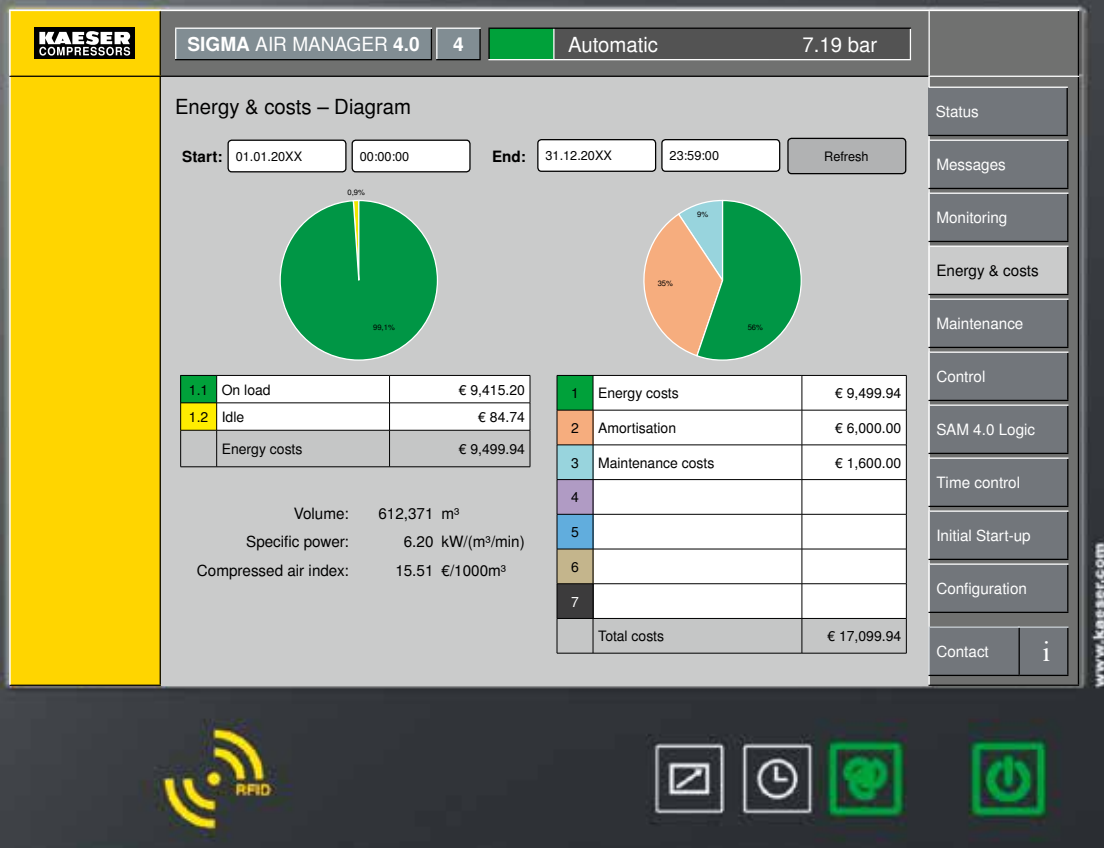 KAESER
COMPRESSORS
SIGMA AIR MANAGER 4.0
4
Automatic
7.19 bar
Energy & costs – Diagram
Start: 01.01.20XX 00:00:00 End: 31.12.20XX 23:59:00 Refresh
0,9%
99,1%
9%
35%
56%
1.1 On load € 9,415.20
1.2 Idle € 84.74
Energy costs € 9,499.94
Volume: 612,371 m³
Specific power: 6.20 kW/(m³/min)
Compressed air index: 15.51 €/1000m³
1 Energy costs € 9,499.94
2 Amortisation € 6,000.00
3 Maintenance costs € 1,600.00
4
5
6
7
Total costs € 17,099.94
Status
Messages
Monitoring
Energy & costs
Maintenance
Control
SAM 4.0 Logic
Time control
Initial Start-up
Configuration
Contact i
www.kaeser.com
RFID